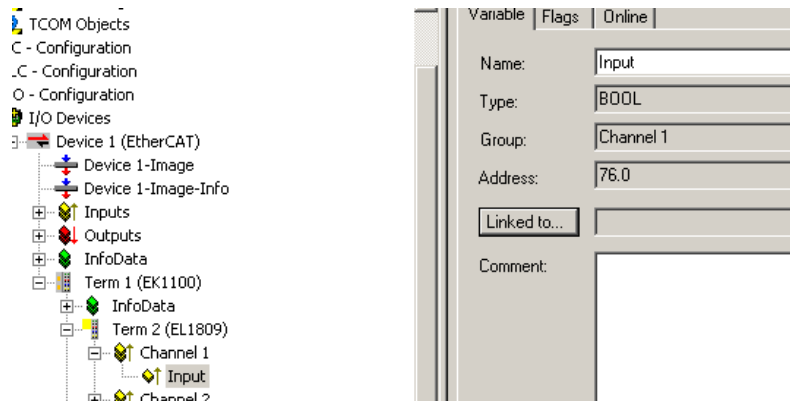 TCOM Objects
C - Configuration
.C - Configuration
O - Configuration
I/O Devices
Device 1 (EtherCAT)
Device 1-Image
Device 1-Image-Info
Inputs
Outputs
InfoData
Term 1 (EK1100)
InfoData
Term 2 (EL1809)
Channel 1
Input
Channel 2
Variable
Flags
Online
Name:
Input
Type:
BOOL
Group:
Channel 1
Address:
76.0
Linked to...
Comment: